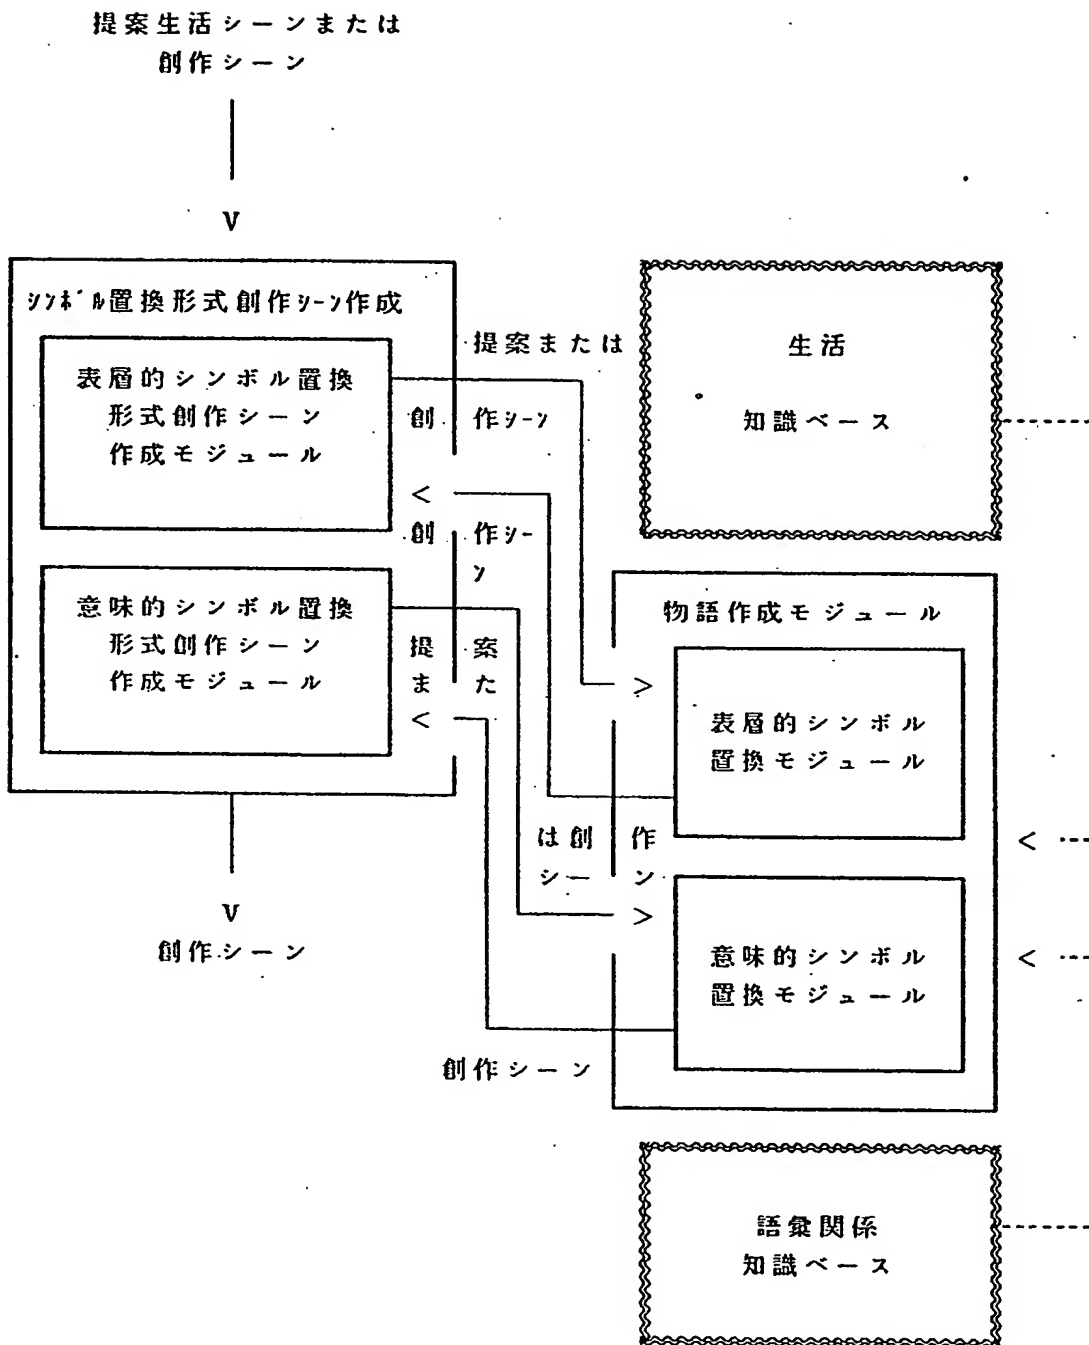 提案生活シーンまたは
創作シーン
V
シンボル置換形式創作シーン作成
表層的シンボル置換
形式創作シーン
作成モジュール
意味的シンボル置換
形式創作シーン
作成モジュール
提案または
創作シーン
<
創作シー
ン
提案
また
<
は創作
シーン
>
>
創作シーン
V
創作シーン
生活
知識ベース
物語作成モジュール
表層的シンボル
置換モジュール
意味的シンボル
置換モジュール
<
<
語彙関係
知識ベース